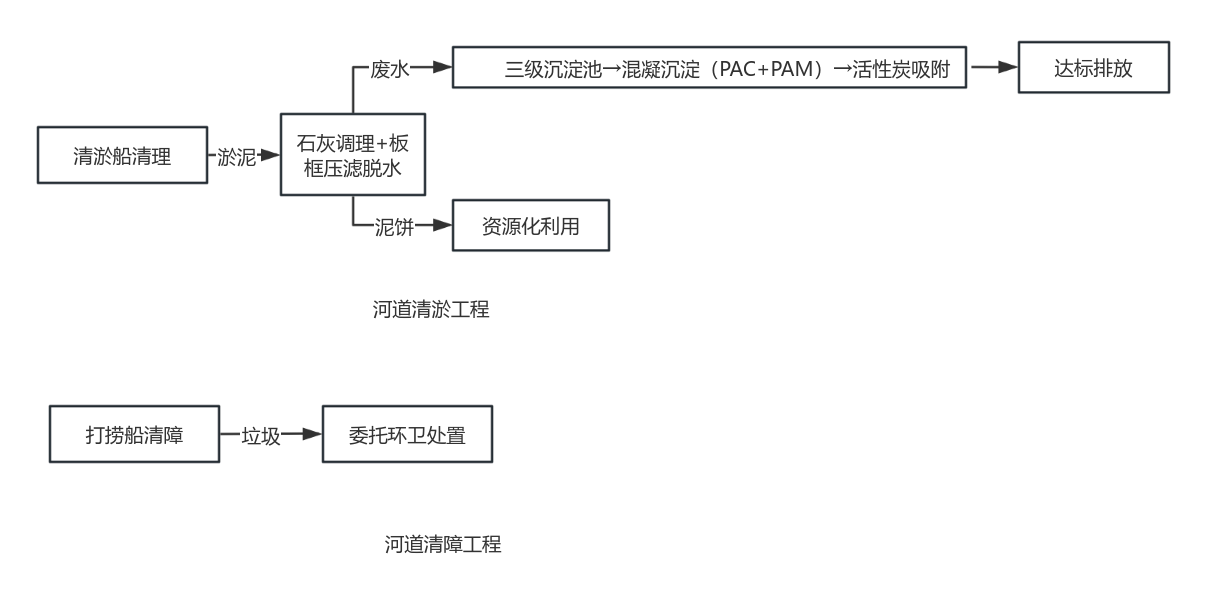 废水
三级沉淀池→混凝沉淀（PAC+PAM）→活性炭吸附
达标排放
清淤船清理
淤泥
石灰调理+板
框压滤脱水
泥饼
资源化利用
河道清淤工程
打捞船清障
垃圾
委托环卫处置
河道清障工程